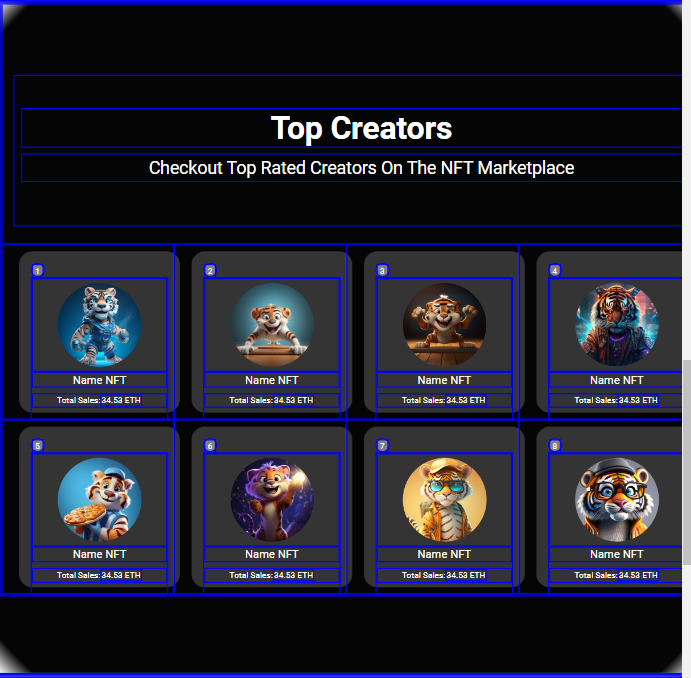 Top Creators
Checkout Top Rated Creators On The NFT Marketplace
1
Name NFT
Total Sales: 34.53 ETH
2
Name NFT
Total Sales: 34.53 ETH
3
Name NFT
Total Sales: 34.53 ETH
4
Name NFT
Total Sales: 34.53 ETH
5
Name NFT
Total Sales: 34.53 ETH
6
Name NFT
Total Sales: 34.53 ETH
7
Name NFT
Total Sales: 34.53 ETH
8
Name NFT
Total Sales: 34.53 ETH